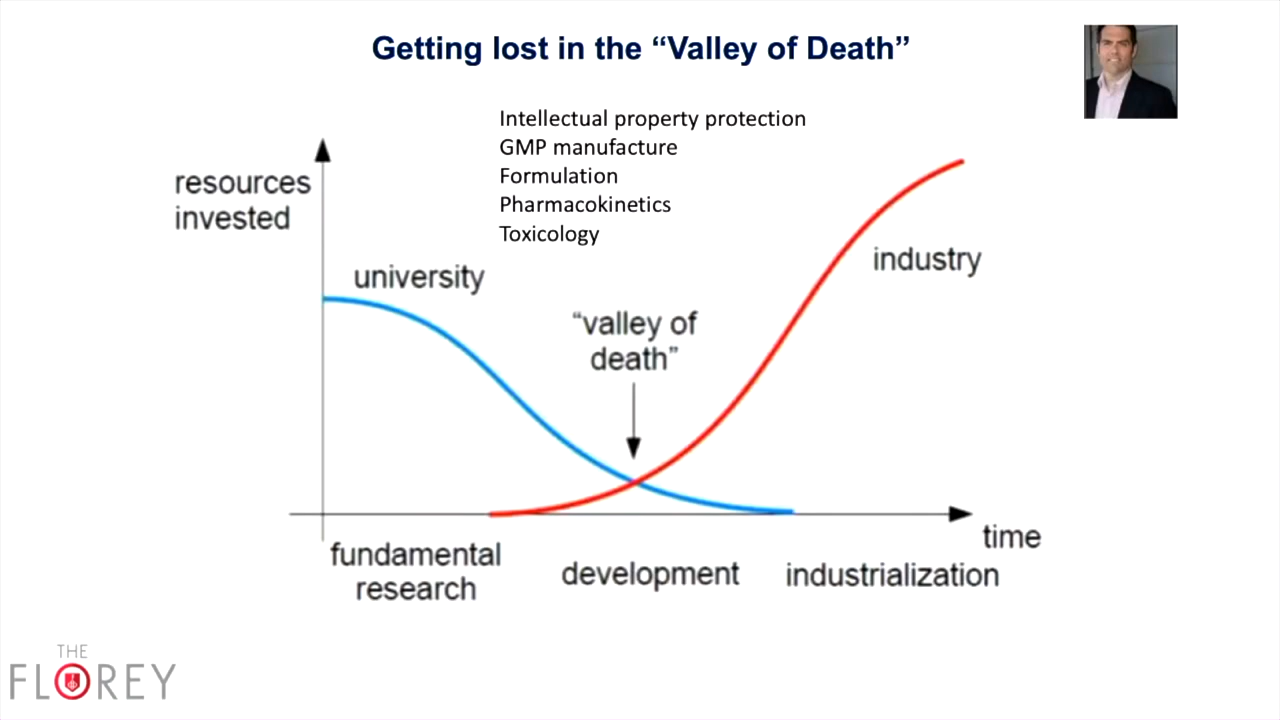 Getting lost in the “Valley of Death”
Intellectual property protection
GMP manufacture
Formulation
Pharmacokinetics
Toxicology
resources
invested
university
industry
“valley of
death”
time
fundamental
research
development
industrialization
THE
FLOREY